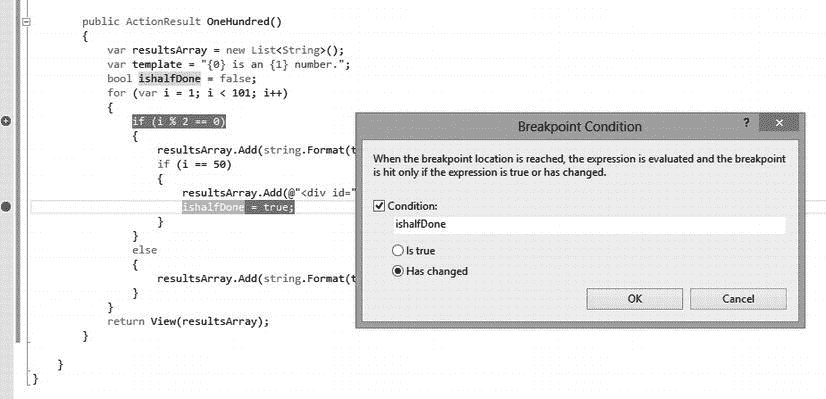 public ActionResult OneHundred()
{
var resultsArray = new List<String>();
var template = "{0} is an {1} number.";
bool ishalfDone = false;
for (var i = 1; i < 101; i++)
{
if (i % 2 == 0)
{
resultsArray.Add(string.Format(t
if (i == 50)
{
resultsArray.Add(@"<div id="
ishalfDone = true;
}
}
else
{
resultsArray.Add(string.Format(t
}
}
return View(resultsArray);
}
}
}
Breakpoint Condition
?
x
When the breakpoint location is reached, the expression is evaluated and the breakpoint
is hit only if the expression is true or has changed.
Condition:
ishalfDone
Is true
Has changed
OK
Cancel